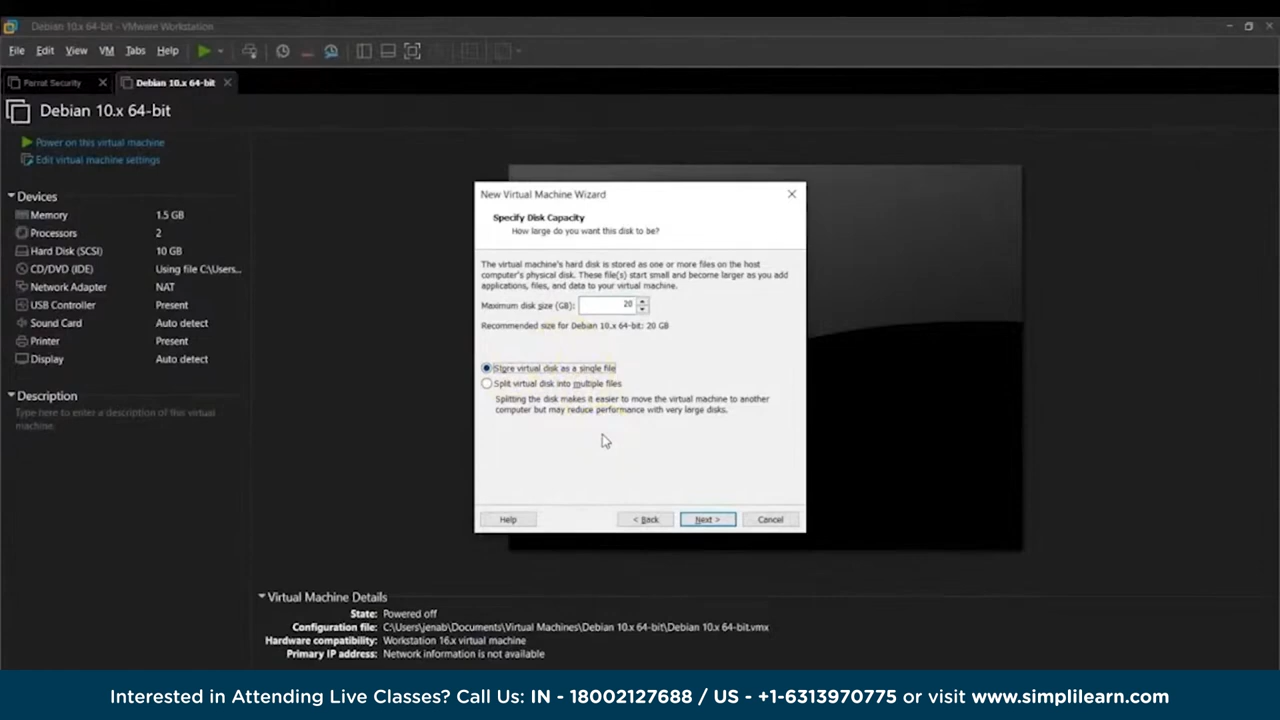 Debian 10.x 64-bit - VMware Workstation
File Edit View VM Tabs Help
Parrot Security Debian 10.x 64-bit
Debian 10.x 64-bit
Power on this virtual machine
Edit virtual machine settings
Devices
Memory 1.5 GB
Processors 2
Hard Disk (SCSI) 10 GB
CD/DVD (IDE) Using file C:\Users...
Network Adapter NAT
USB Controller Present
Sound Card Auto detect
Printer Present
Display Auto detect
Description
Type here to enter a description of this virtual
machine.
New Virtual Machine Wizard
Specify Disk Capacity
How large do you want this disk to be?
The virtual machine's hard disk is stored as one or more files on the host
computer's physical disk. These file(s) start small and become larger as you add
applications, files, and data to your virtual machine.
Maximum disk size (GB): 20
Recommended size for Debian 10.x 64-bit: 20 GB
Store virtual disk as a single file
Split virtual disk into multiple files
Splitting the disk makes it easier to move the virtual machine to another
computer but may reduce performance with very large disks.
Help < Back Next > Cancel
Virtual Machine Details
State: Powered off
Configuration file: C:\Users\jenab\Documents\Virtual Machines\Debian 10.x 64-bit\Debian 10.x 64-bit.vmx
Hardware compatibility: Workstation 16.x virtual machine
Primary IP address: Network information is not available
Interested in Attending Live Classes? Call Us: IN - 18002127688 / US - +1-6313970775 or visit www.simplilearn.com